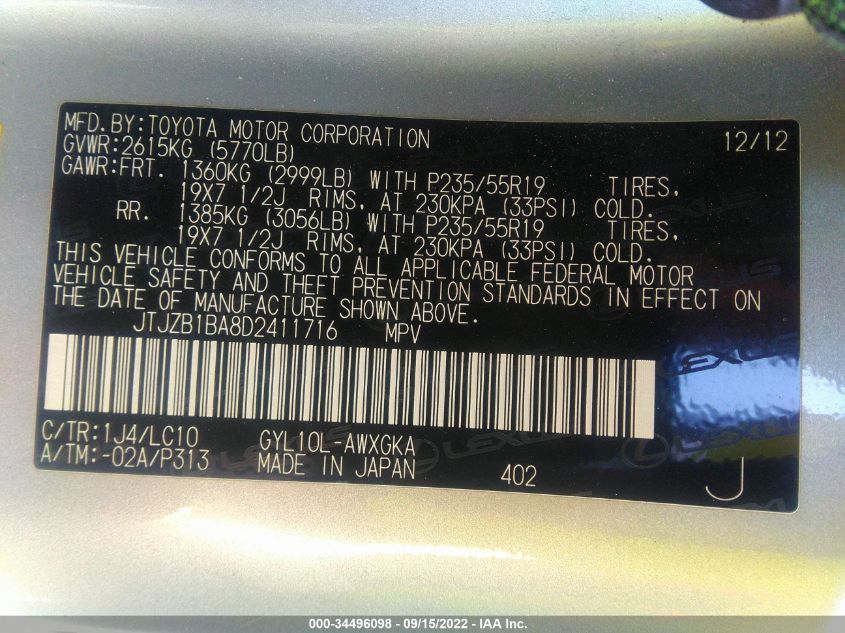 MFD.BY:TOYOTA MOTOR CORPORATION 12/12
GVWR:2615KG (5770LB)
GAWR:FRT. 1360KG (2999LB) WITH P235/55R19 TIRES,
19X7 1/2J RIMS, AT 230KPA (33PSI) COLD.
RR. 1385KG (3056LB) WITH P235/55R19 TIRES,
19X7 1/2J RIMS, AT 230KPA (33PSI) COLD.
THIS VEHICLE CONFORMS TO ALL APPLICABLE FEDERAL MOTOR
VEHICLE SAFETY AND THEFT PREVENTION STANDARDS IN EFFECT ON
THE DATE OF MANUFACTURE SHOWN ABOVE.
JTJZB1BA8D2411716 MPV
C/TR:1J4/LC10 GYL10L-AWXGKA
A/TM:-02A/P313 MADE IN JAPAN 402 J
LEXUS
LEXUS
LEXUS
000-34496098 - 09/15/2022 - IAA Inc.